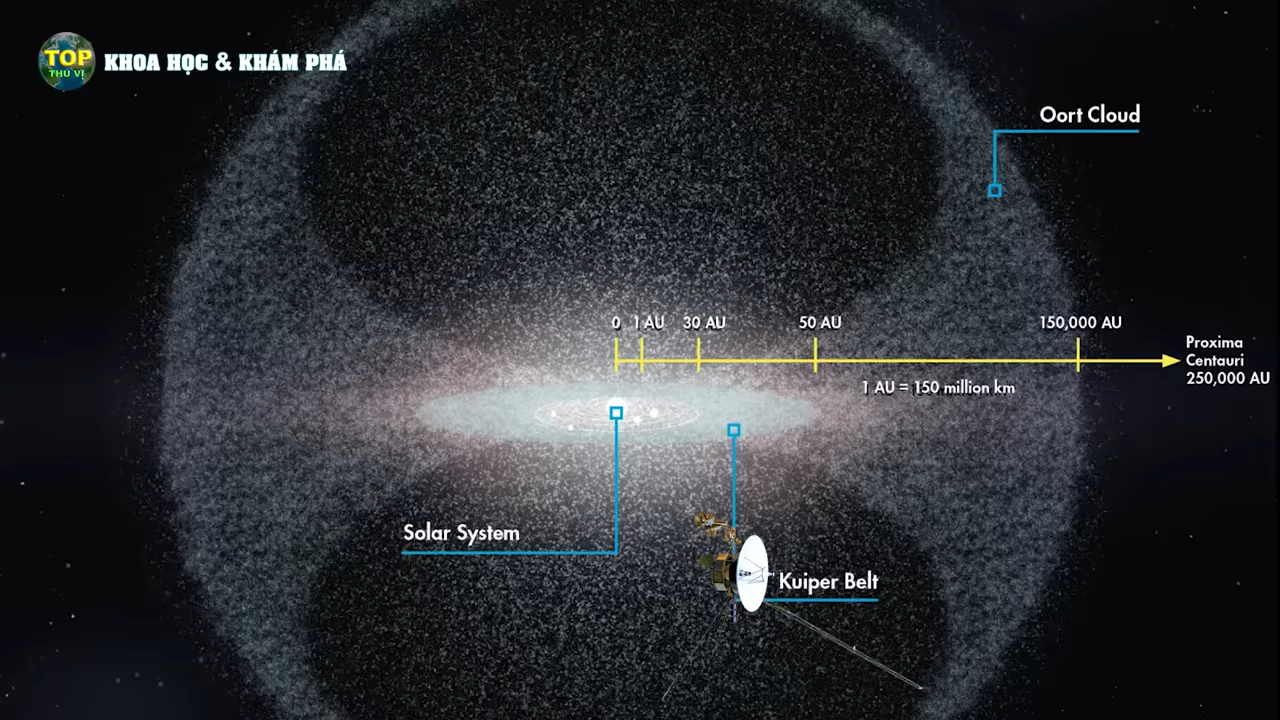 TOP
THÚ VỊ
KHOA HỌC & KHÁM PHÁ
Oort Cloud
0 1 AU 30 AU 50 AU 150,000 AU
Proxima
Centauri
250,000 AU
1 AU = 150 million km
Solar System
Kuiper Belt